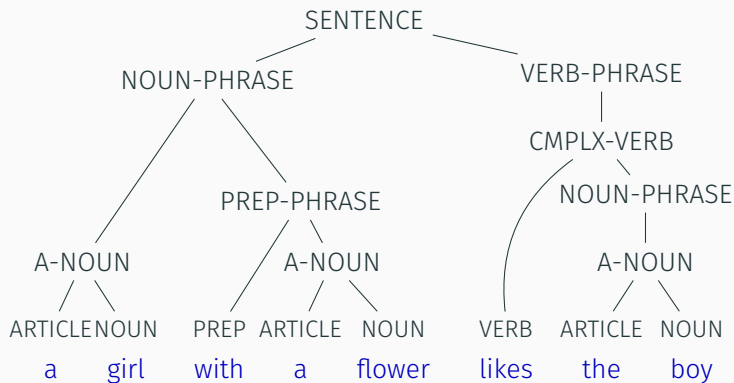 SENTENCE
NOUN-PHRASE VERB-PHRASE
CMPLX-VERB
PREP-PHRASE NOUN-PHRASE
A-NOUN A-NOUN A-NOUN
ARTICLE NOUN PREP ARTICLE NOUN VERB ARTICLE NOUN
a girl with a flower likes the boy